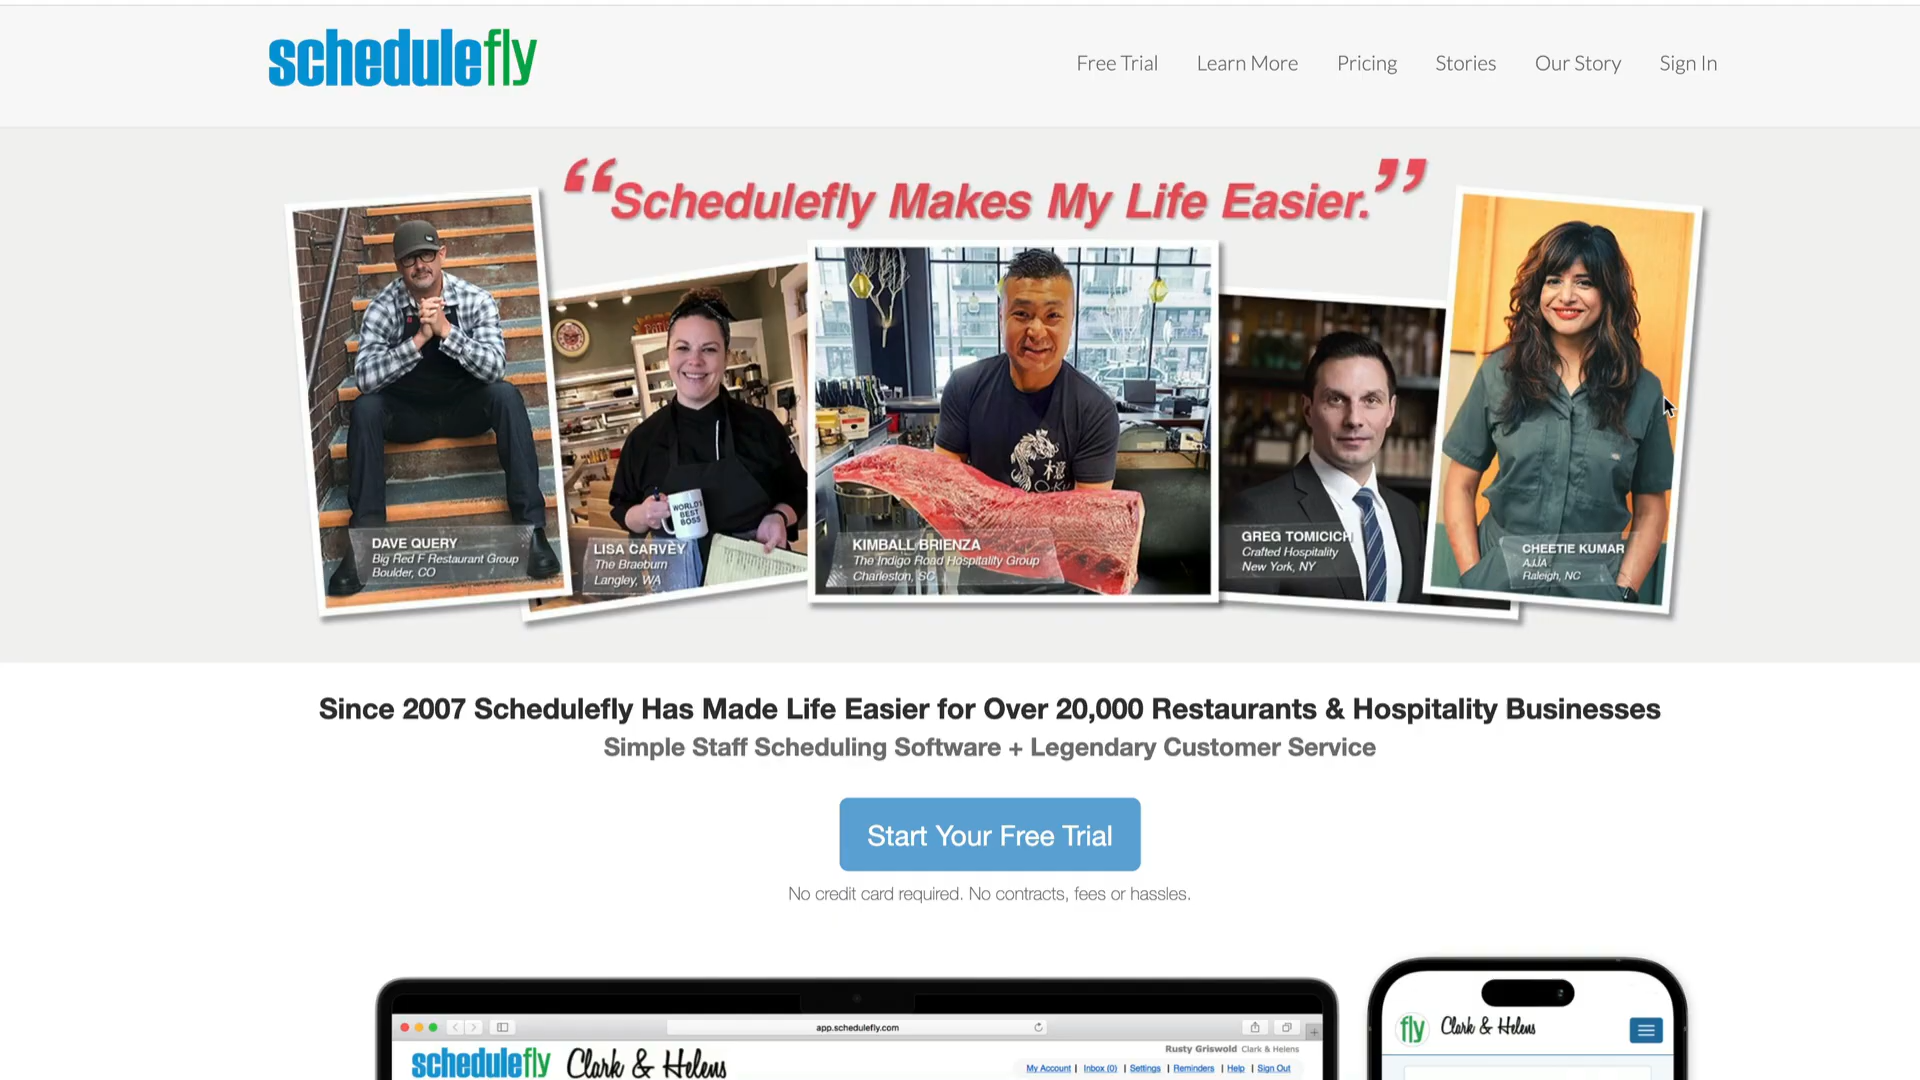 schedulefly
Free Trial
Learn More
Pricing
Stories
Our Story
Sign In
“Schedulefly Makes My Life Easier.”
DAVE QUERY
Big Red F Restaurant Group
Boulder, CO
WORLD'S
BEST
BOSS
LISA CARVEY
The Braeburn
Langley, WA
KIMBALL BRIENZA
The Indigo Road Hospitality Group
Charleston, SC
GREG TOMICICH
Crafted Hospitality
New York, NY
CHEETIE KUMAR
AJJA
Raleigh, NC
Since 2007 Schedulefly Has Made Life Easier for Over 20,000 Restaurants & Hospitality Businesses
Simple Staff Scheduling Software + Legendary Customer Service
Start Your Free Trial
No credit card required. No contracts, fees or hassles.
app.schedulefly.com
schedulefly Clark & Helens
Rusty Griswold Clark & Helens
My Account | Inbox (0) | Settings | Reminders | Help | Sign Out
fly Clark & Helens